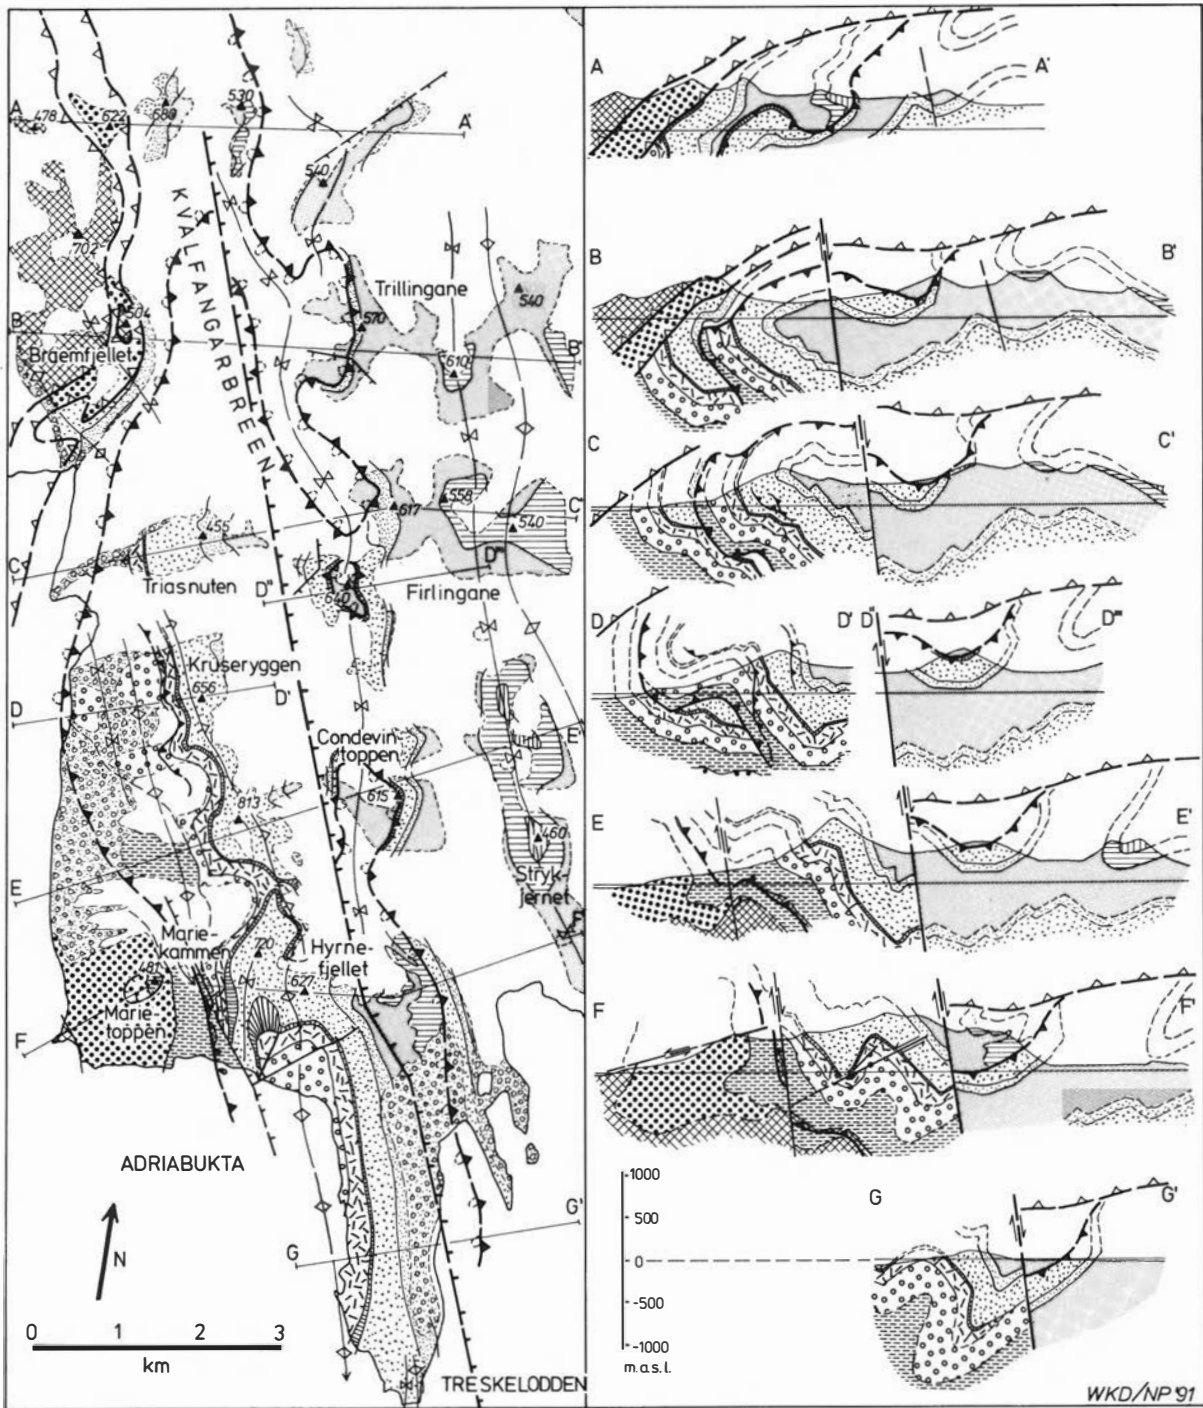 A
478
622
680
530
A'
540
KVALFANGARBREEN
702
Trillingane
540
504
570
B
Bræmfjellet
610
B'
558
617
C'
540
455
C
Triasnuten
D''
D'''
640
Firlingane
Kruseryggen
656
D
D'
Condevin-
toppen
E'
615
813
460
E
Stryk-
jernet
Marie-
kammen
720
Hyrne-
fjellet
F'
481
627
Marie-
toppen
F
ADRIABUKTA
G'
N
G
0 1 2 3
km
TRESKELODDEN
A
A'
B
B'
C
C'
D
D'
D''
D'''
E
E'
F
F'
1000
500
0
-500
-1000
m.a.s.l.
G
G'
WKD/NP'91